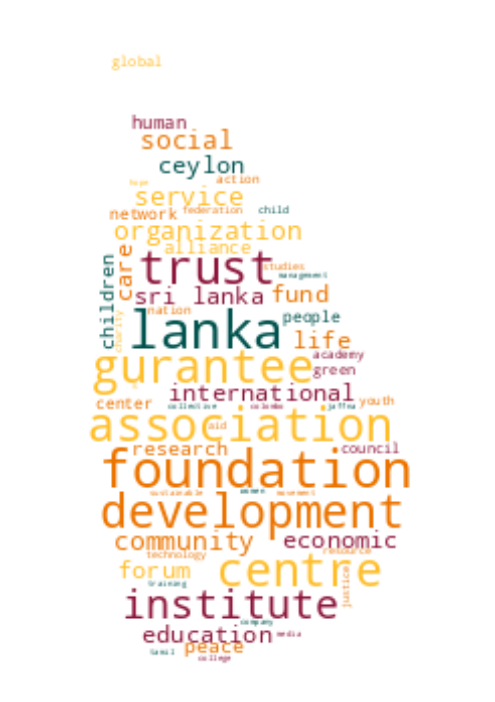 global
human
social
ceylon
action
hope
service
network federation child
organization
alliance
children care trust studies
management
sri lanka fund
charity nation
lanka people
life
gurantee academy
green
international
center collective colombo jaffna youth
association
aid
research council
foundation
sustainable women movement
development
community economic
technology resource
forum centre
training justice
institute
company
education media
tamil peace
college